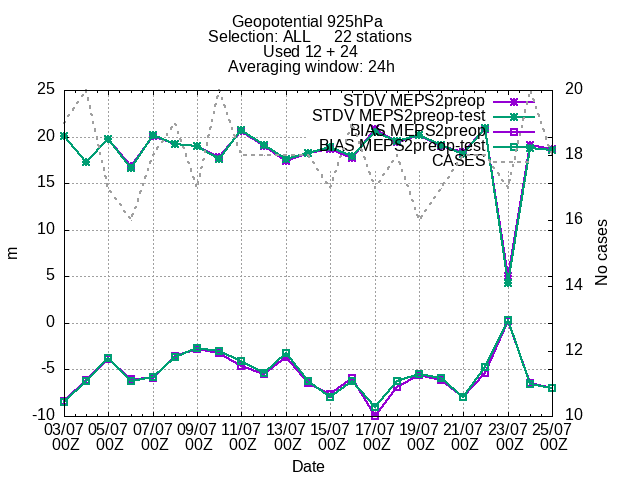 Geopotential 925hPa
Selection: ALL 22 stations
Used 12 + 24
Averaging window: 24h
STDV MEPS2preop
STDV MEPS2preop-test
BIAS MEPS2preop
BIAS MEPS2preop-test
CASES
25
20
15
10
5
0
-5
-10
m
20
18
16
14
12
10
No cases
03/07 05/07 07/07 09/07 11/07 13/07 15/07 17/07 19/07 21/07 23/07 25/07
00Z 00Z 00Z 00Z 00Z 00Z 00Z 00Z 00Z 00Z 00Z 00Z
Date